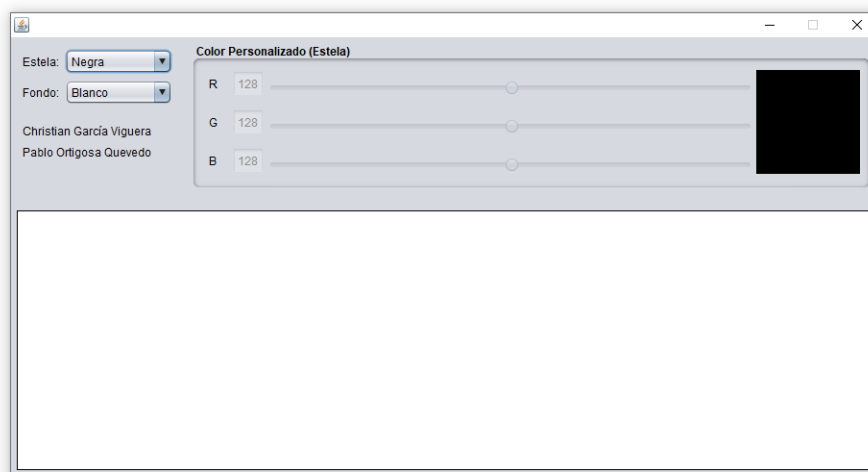 Estela: Negra
Fondo: Blanco
Christian García Viguera
Pablo Ortigosa Quevedo
Color Personalizado (Estela)
R 128
G 128
B 128